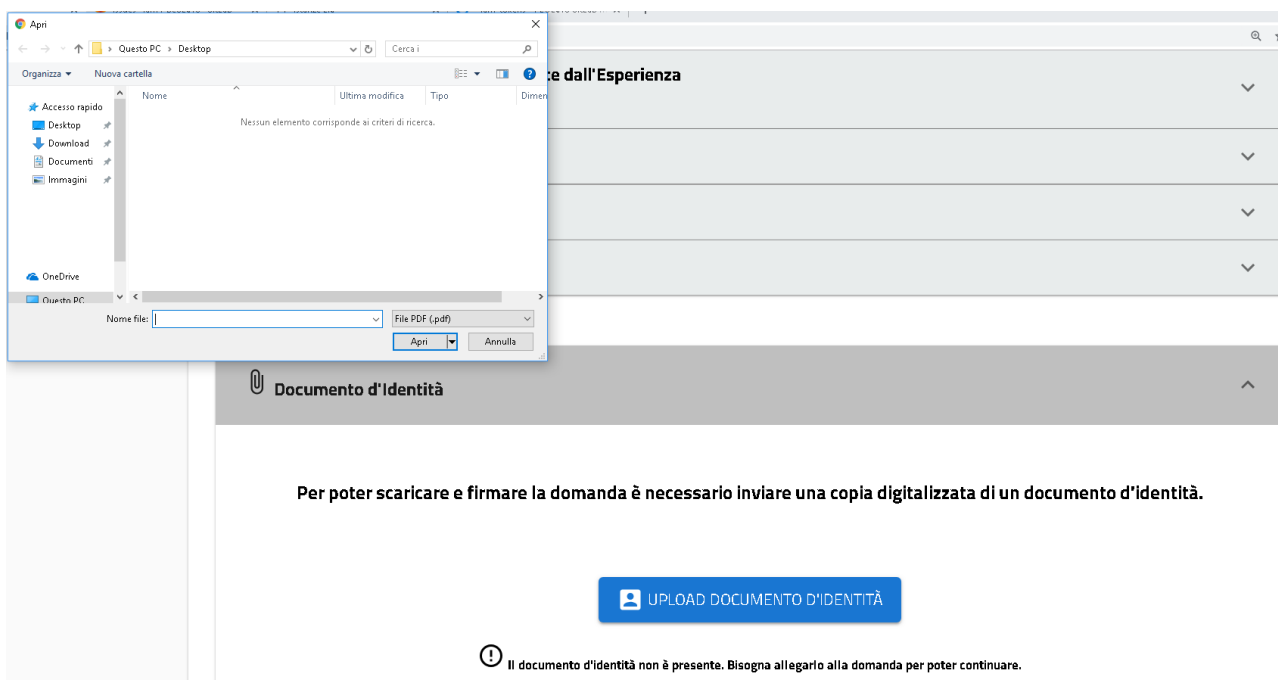 Apri
Questo PC > Desktop
Cerca i
Organizza
Nuova cartella
te dall'Esperienza
Nome
Ultima modifica
Tipo
Dimen
Accesso rapido
Desktop
Download
Documenti
Immagini
OneDrive
Questo PC
Nessun elemento corrisponde ai criteri di ricerca.
Nome file:
File PDF (.pdf)
Apri
Annulla
Documento d'Identità
Per poter scaricare e firmare la domanda è necessario inviare una copia digitalizzata di un documento d'identità.
UPLOAD DOCUMENTO D'IDENTITÀ
Il documento d'identità non è presente. Bisogna allegarlo alla domanda per poter continuare.